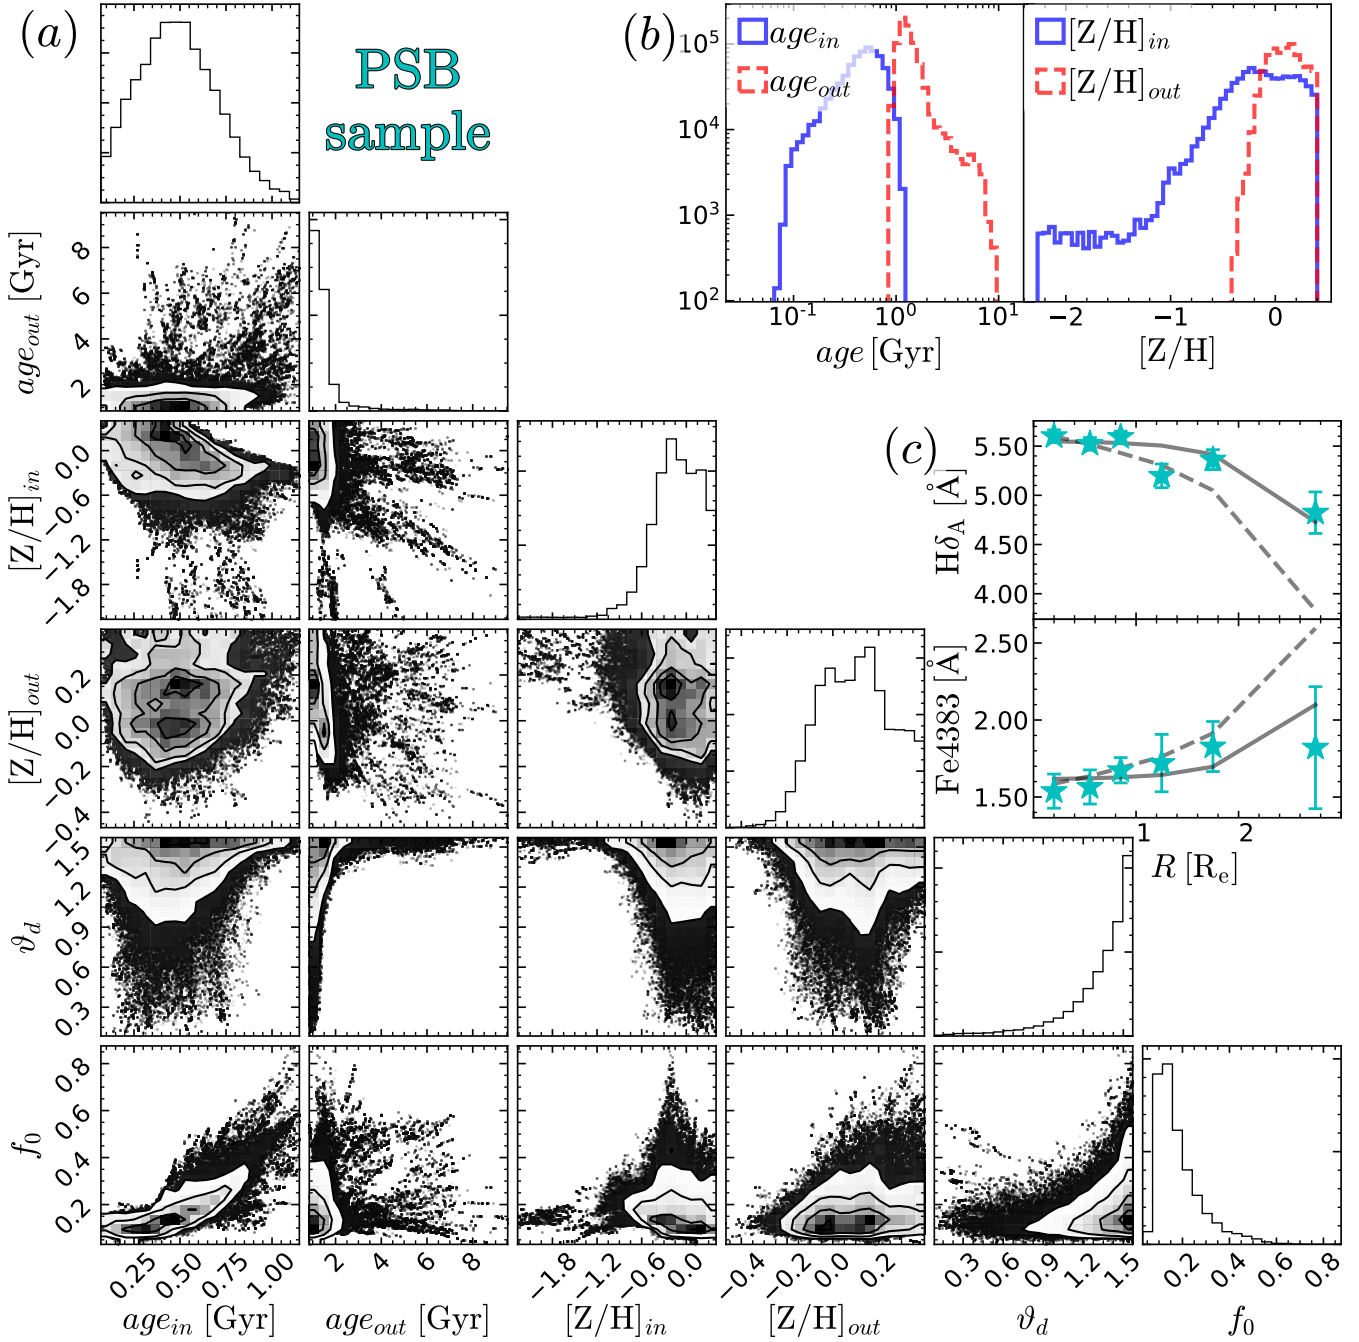 (a)
PSB
sample
(b)
age_in
age_out
[Z/H]_in
[Z/H]_out
10^5
10^4
10^3
10^2
10^-1 10^0 10^1
−2 −1 0
age [Gyr]
[Z/H]
age_out [Gyr]
8
6
4
2
[Z/H]_in
0.0
−0.6
−1.2
−1.8
(c)
Hδ_A [Å]
5.50
5.00
4.50
4.00
Fe4383 [Å]
2.50
2.00
1.50
1 2
R [R_e]
[Z/H]_out
0.2
0.0
−0.2
−0.4
ϑ_d
1.5
1.2
0.9
0.6
0.3
f_0
0.8
0.6
0.4
0.2
0.25 0.50 0.75 1.00
2 4 6 8
−1.8 −1.2 −0.6 0.0
−0.4 −0.2 0.0 0.2
0.3 0.6 0.9 1.2 1.5
0.2 0.4 0.6 0.8
age_in [Gyr]
age_out [Gyr]
[Z/H]_in
[Z/H]_out
ϑ_d
f_0